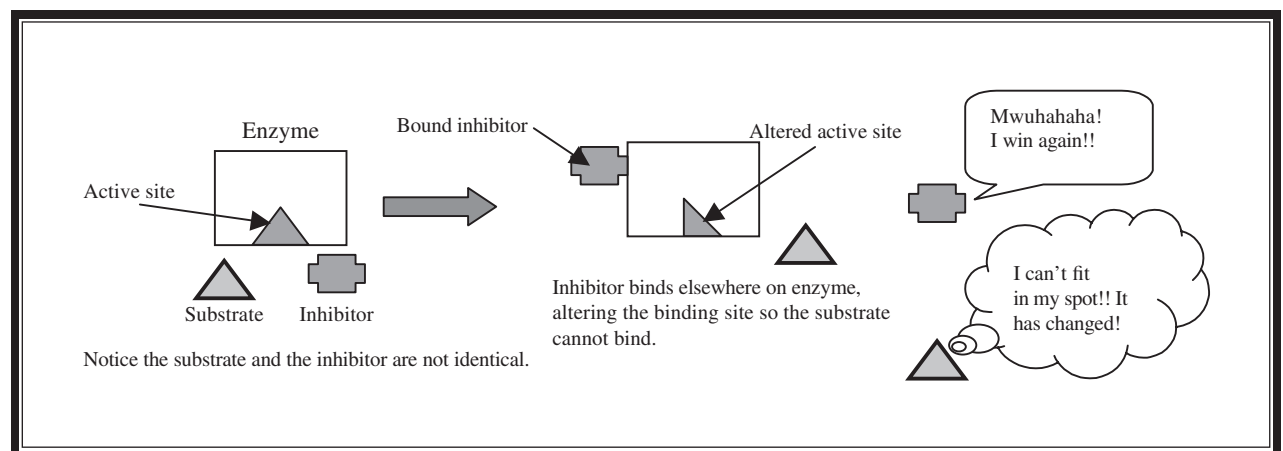 Enzyme
Active site
Substrate
Inhibitor
Notice the substrate and the inhibitor are not identical.
Bound inhibitor
Altered active site
Inhibitor binds elsewhere on enzyme,
altering the binding site so the substrate
cannot bind.
Mwuhahaha!
I win again!!
I can’t fit
in my spot!! It
has changed!